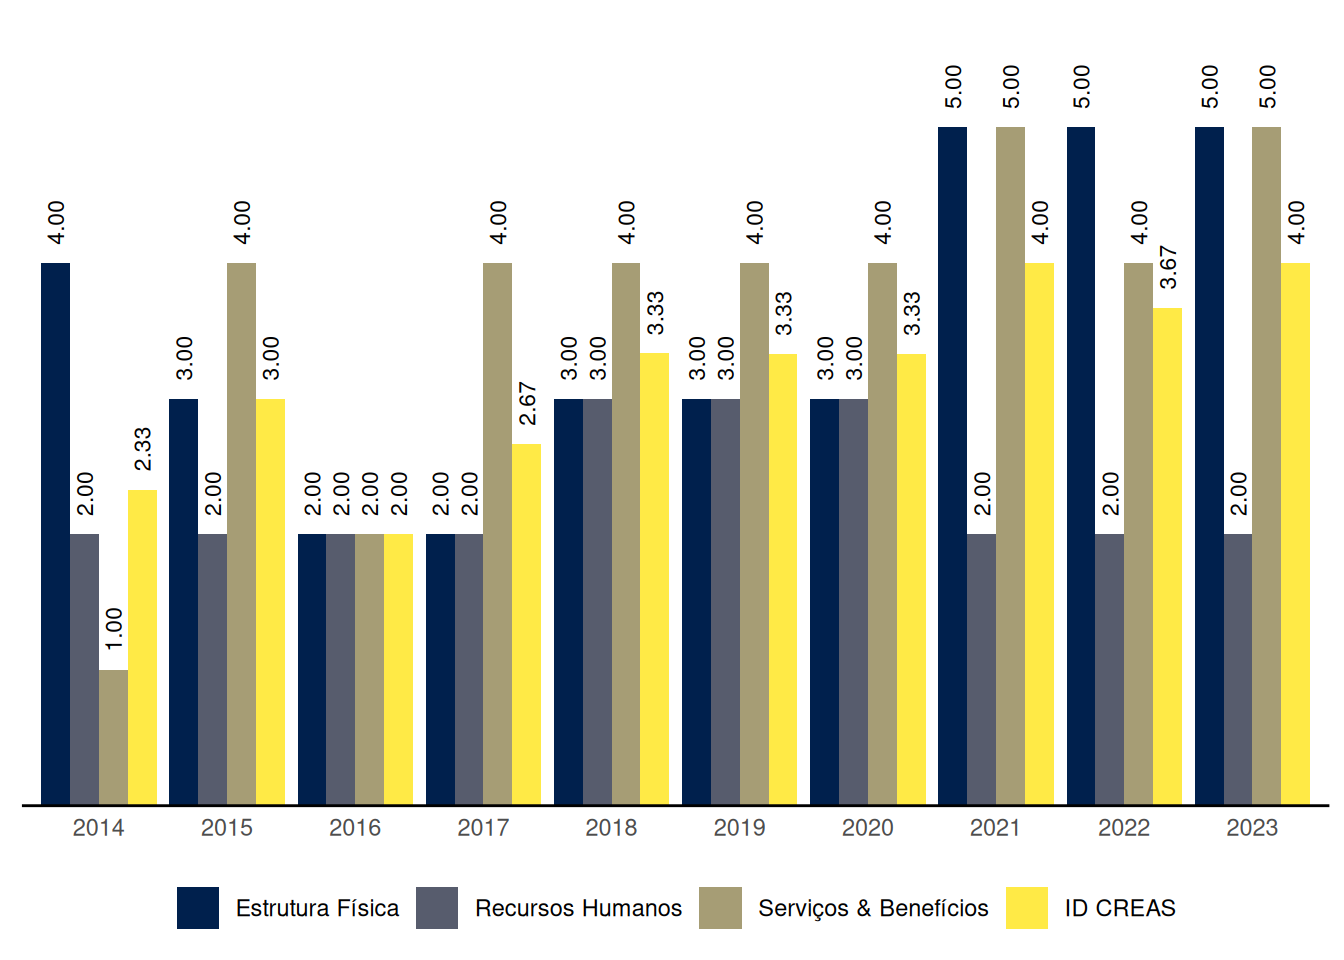 5.00 5.00 5.00 5.00 5.00
4.00 4.00 4.00 4.00 4.00 4.00 4.00 4.00 4.00
3.67
3.33 3.33 3.33
3.00 3.00 3.00 3.00 3.00 3.00 3.00 3.00
2.67
2.33
2.00 2.00 2.00 2.00 2.00 2.00 2.00 2.00 2.00 2.00 2.00
1.00
2014 2015 2016 2017 2018 2019 2020 2021 2022 2023
Estrutura Física Recursos Humanos Serviços & Benefícios ID CREAS